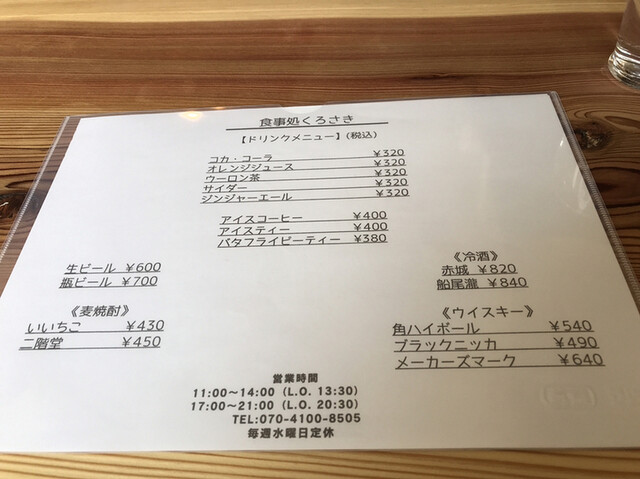 食事処くろさき
【ドリンクメニュー】(税込)
コカ・コーラ ¥320
オレンジジュース ¥320
ウーロン茶 ¥320
サイダー ¥320
ジンジャーエール ¥320
アイスコーヒー ¥400
アイスティー ¥400
バタフライピーティー ¥380
生ビール ¥600
瓶ビール ¥700
《冷酒》
赤城 ¥820
船尾瀧 ¥840
《麦焼酎》
いいちこ ¥430
二階堂 ¥450
《ウイスキー》
角ハイボール ¥540
ブラックニッカ ¥490
メーカーズマーク ¥640
営業時間
11:00～14:00（L.O. 13:30)
17:00～21:00（L.O. 20:30)
TEL:070-4100-8505
毎週水曜日定休